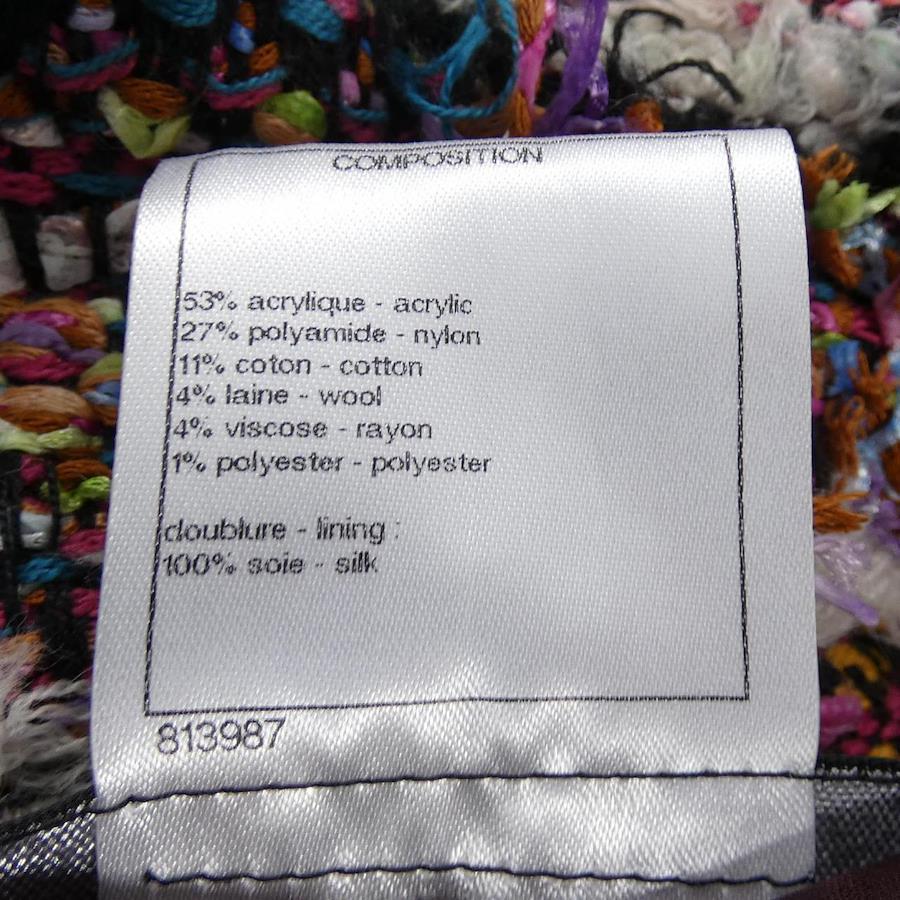 COMPOSITION
53% acrylique - acrylic
27% polyamide - nylon
11% coton - cotton
4% laine - wool
4% viscose - rayon
1% polyester - polyester
doublure - lining :
100% soie - silk
813987